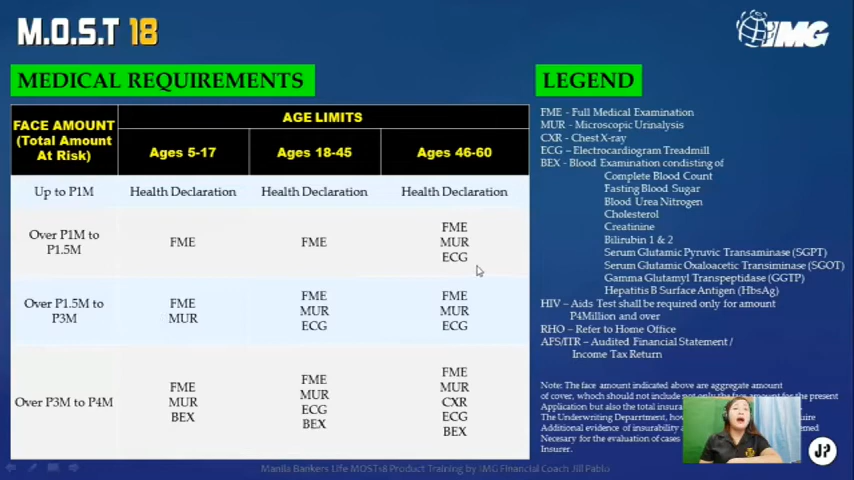 M.O.S.T 18
IMG
MEDICAL REQUIREMENTS
LEGEND
FACE AMOUNT
(Total Amount
At Risk)
AGE LIMITS
Ages 5-17
Ages 18-45
Ages 46-60
Up to P1M
Health Declaration
Health Declaration
Health Declaration
Over P1M to
P1.5M
FME
FME
FME
MUR
ECG
Over P1.5M to
P3M
FME
MUR
FME
MUR
ECG
FME
MUR
ECG
Over P3M to P4M
FME
MUR
BEX
FME
MUR
ECG
BEX
FME
MUR
CXR
ECG
BEX
FME - Full Medical Examination
MUR - Microscopic Urinalysis
CXR - Chest X-ray
ECG – Electrocardiogram Treadmill
BEX - Blood Examination consisting of
Complete Blood Count
Fasting Blood Sugar
Blood Urea Nitrogen
Cholesterol
Creatinine
Bilirubin 1 & 2
Serum Glutamic Pyruvic Transaminase (SGPT)
Serum Glutamic Oxaloacetic Transiminase (SGOT)
Gamma Glutamyl Transpeptidase (GGTP)
Hepatitis B Surface Antigen (HbsAg)
HIV – Aids Test shall be required only for amount
P4Million and over
RHO – Refer to Home Office
AFS/ITR – Audited Financial Statement /
Income Tax Return
Note: The face amount indicated above are aggregate amount
of cover, which should not include not only the face amount for the present
Application but also the total insura
The Underwriting Deparrtment, how
Additional evidence of insurability a
Necesary for the evaluation of cases
Insurer.
JP
Manila Bankers Life MOST18 Product Training by IMG Financial Coach Jill Pablo